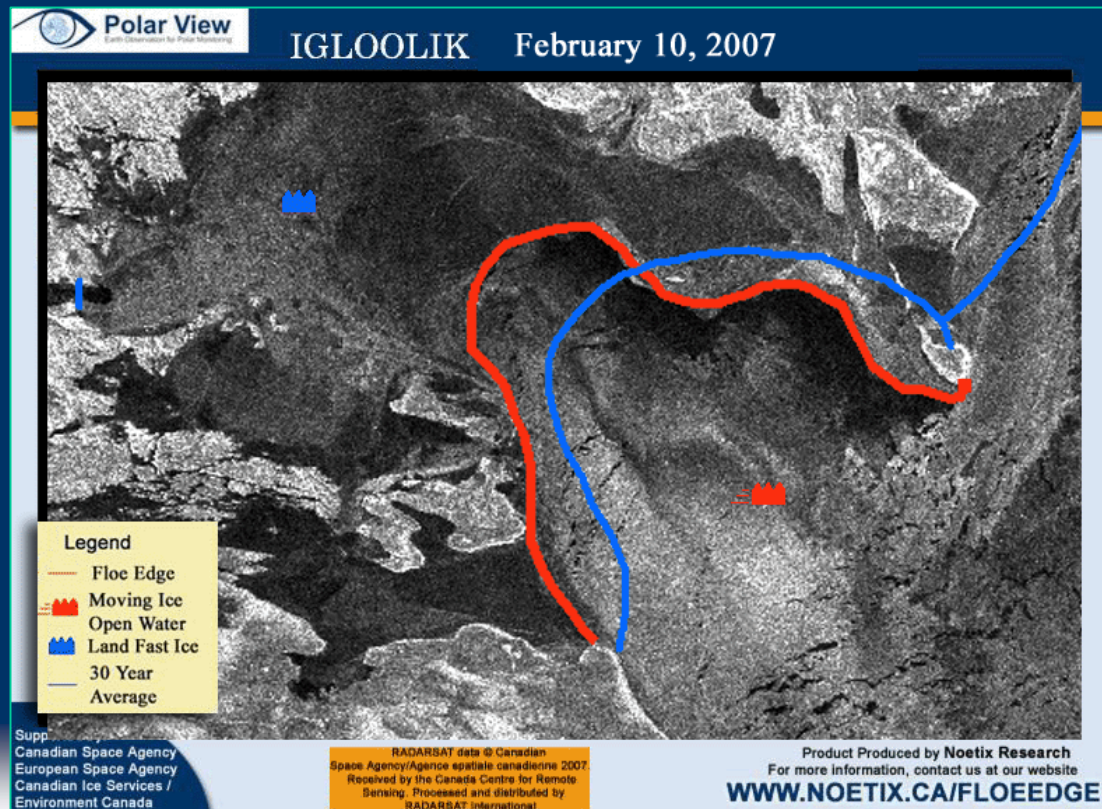 Polar View
Earth Observation for Polar Monitoring
IGLOOLIK February 10, 2007
Legend
Floe Edge
Moving Ice
Open Water
Land Fast Ice
30 Year
Average
Canadian Space Agency
European Space Agency
Canadian Ice Services /
Environment Canada
RADARSAT data © Canadian
Space Agency/Agence spatiale canadienne 2007.
Received by the Canada Centre for Remote
Sensing. Processed and distributed by
RADARSAT International
Product Produced by Noetix Research
For more information, contact us at our website
WWW.NOETIX.CA/FLOEEDGE